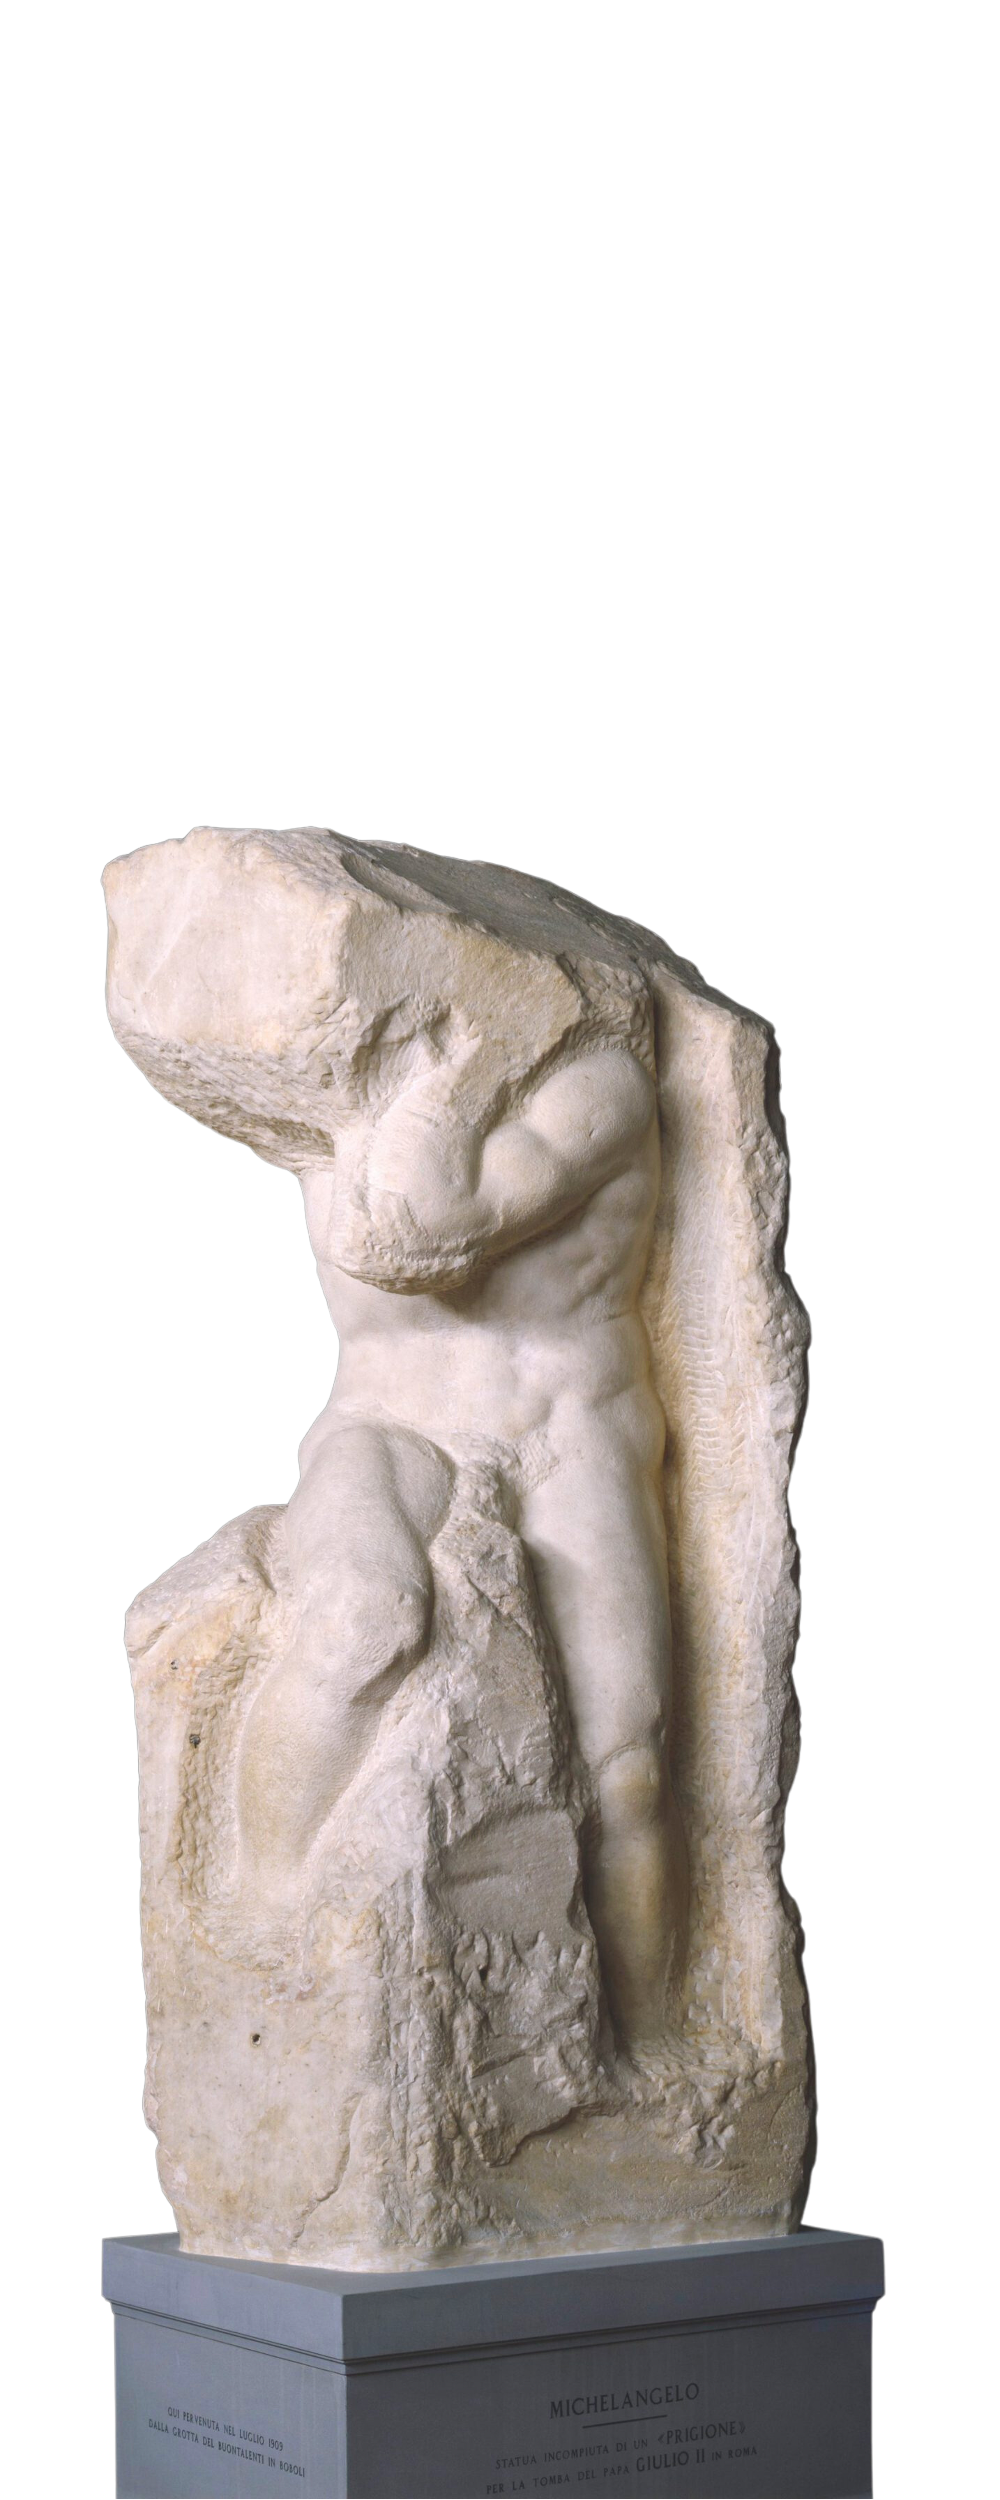 QUI PERVENUTA NEL LUGLIO 1909
DALLA GROTTA DEL BUONTALENTI IN BOBOLI
MICHELANGELO
STATUA INCOMPIUTA DI UN «PRIGIONE»
PER LA TOMBA DEL PAPA GIULIO II IN ROMA